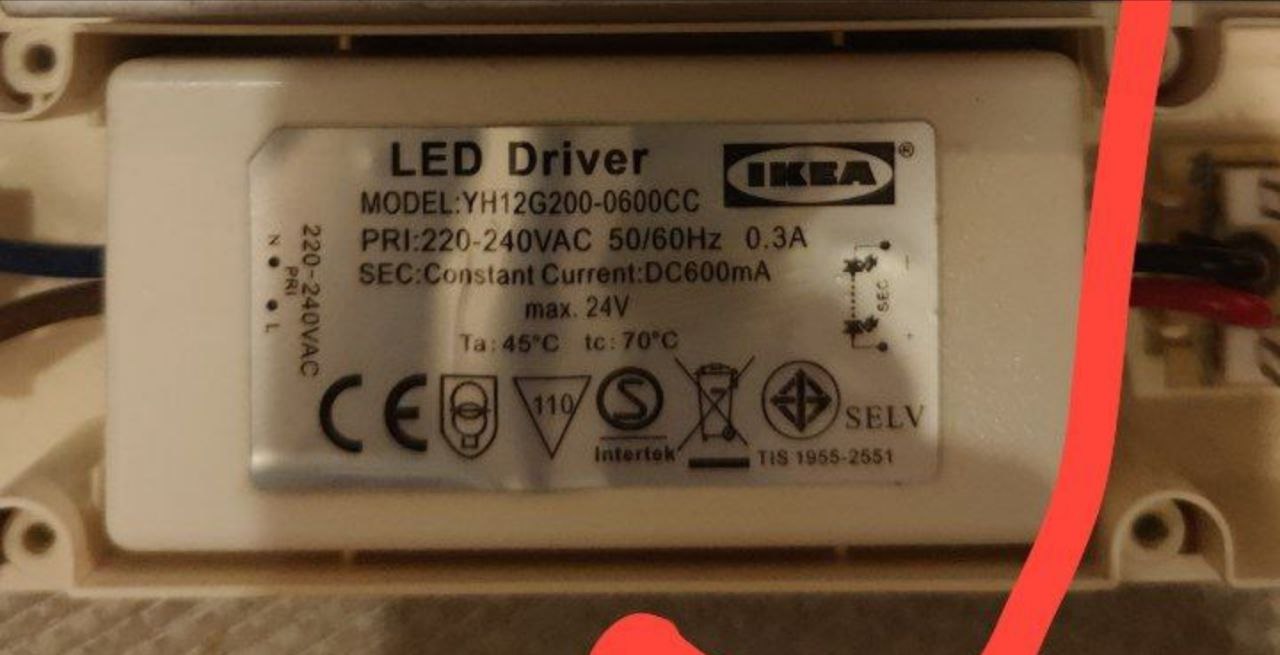 LED Driver
IKEA®
MODEL:YH12G200-0600CC
PRI:220-240VAC 50/60Hz 0.3A
SEC:Constant Current:DC600mA
max. 24V
Ta:45°C tc:70°C
N
PRI
L
220-240VAC
- SEC +
CE
110
S
Intertek
SELV
TIS 1955-2551